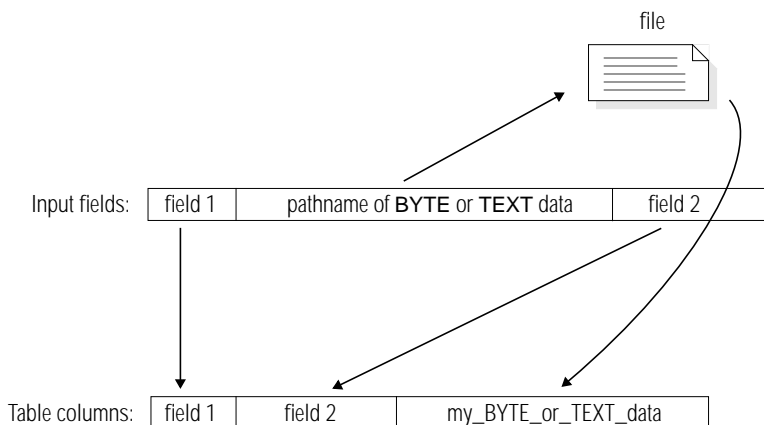 file
Input fields: field 1 pathname of BYTE or TEXT data field 2
Table columns: field 1 field 2 my_BYTE_or_TEXT_data